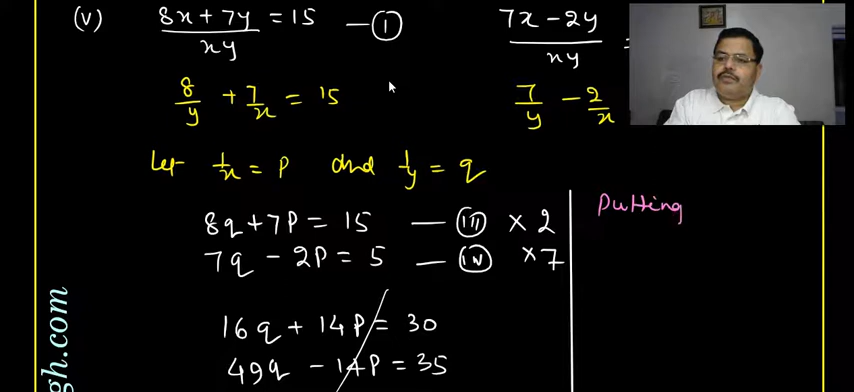 (v) 8x + 7y / xy = 15 — (1) 7x - 2y / xy =
8/y + 7/x = 15 7/y - 2/x
Let 1/x = P and 1/y = q
8q + 7P = 15 — (III) × 2
7q - 2P = 5 — (IV) × 7
Putting
16q + 14P = 30
49q - 14P = 35
gh.com